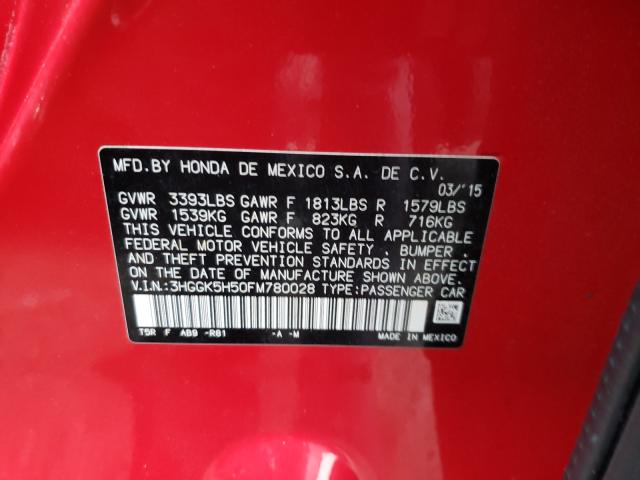 MFD.BY HONDA DE MEXICO S.A. DE C.V.
03/'15
GVWR 3393LBS GAWR F 1813LBS R 1579LBS
GVWR 1539KG GAWR F 823KG R 716KG
THIS VEHICLE CONFORMS TO ALL APPLICABLE
FEDERAL MOTOR VEHICLE SAFETY . BUMPER .
AND THEFT PREVENTION STANDARDS IN EFFECT
ON THE DATE OF MANUFACTURE SHOWN ABOVE.
V.I.N.:3HGGK5H50FM780028 TYPE:PASSENGER CAR
T5R F AB9 -R81 -A -M MADE IN MEXICO